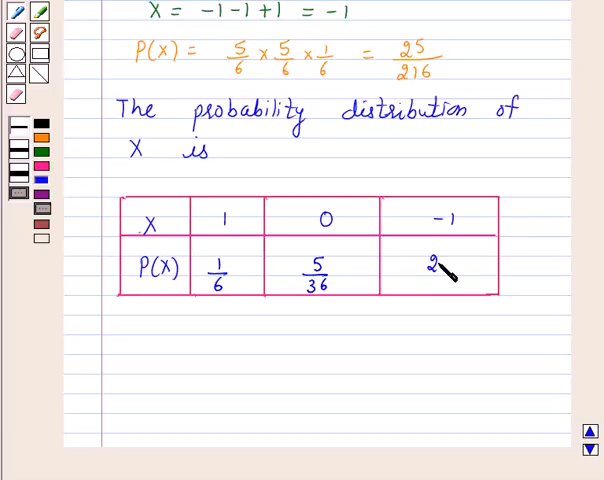 X = -1 -1 +1 = -1
P(X) = 5/6 × 5/6 × 1/6 = 25/216
The probability distribution of
X is
X 1 0 -1
P(X) 1/6 5/36 2